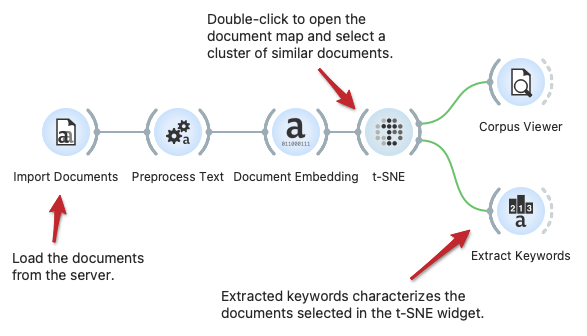 Double-click to open the
document map and select a
cluster of similar documents.
a
a
a
011000111
Corpus Viewer
Import Documents
Preprocess Text
Document Embedding
t-SNE
2 1 3
a
Extract Keywords
Load the documents
from the server.
Extracted keywords characterizes the
documents selected in the t-SNE widget.